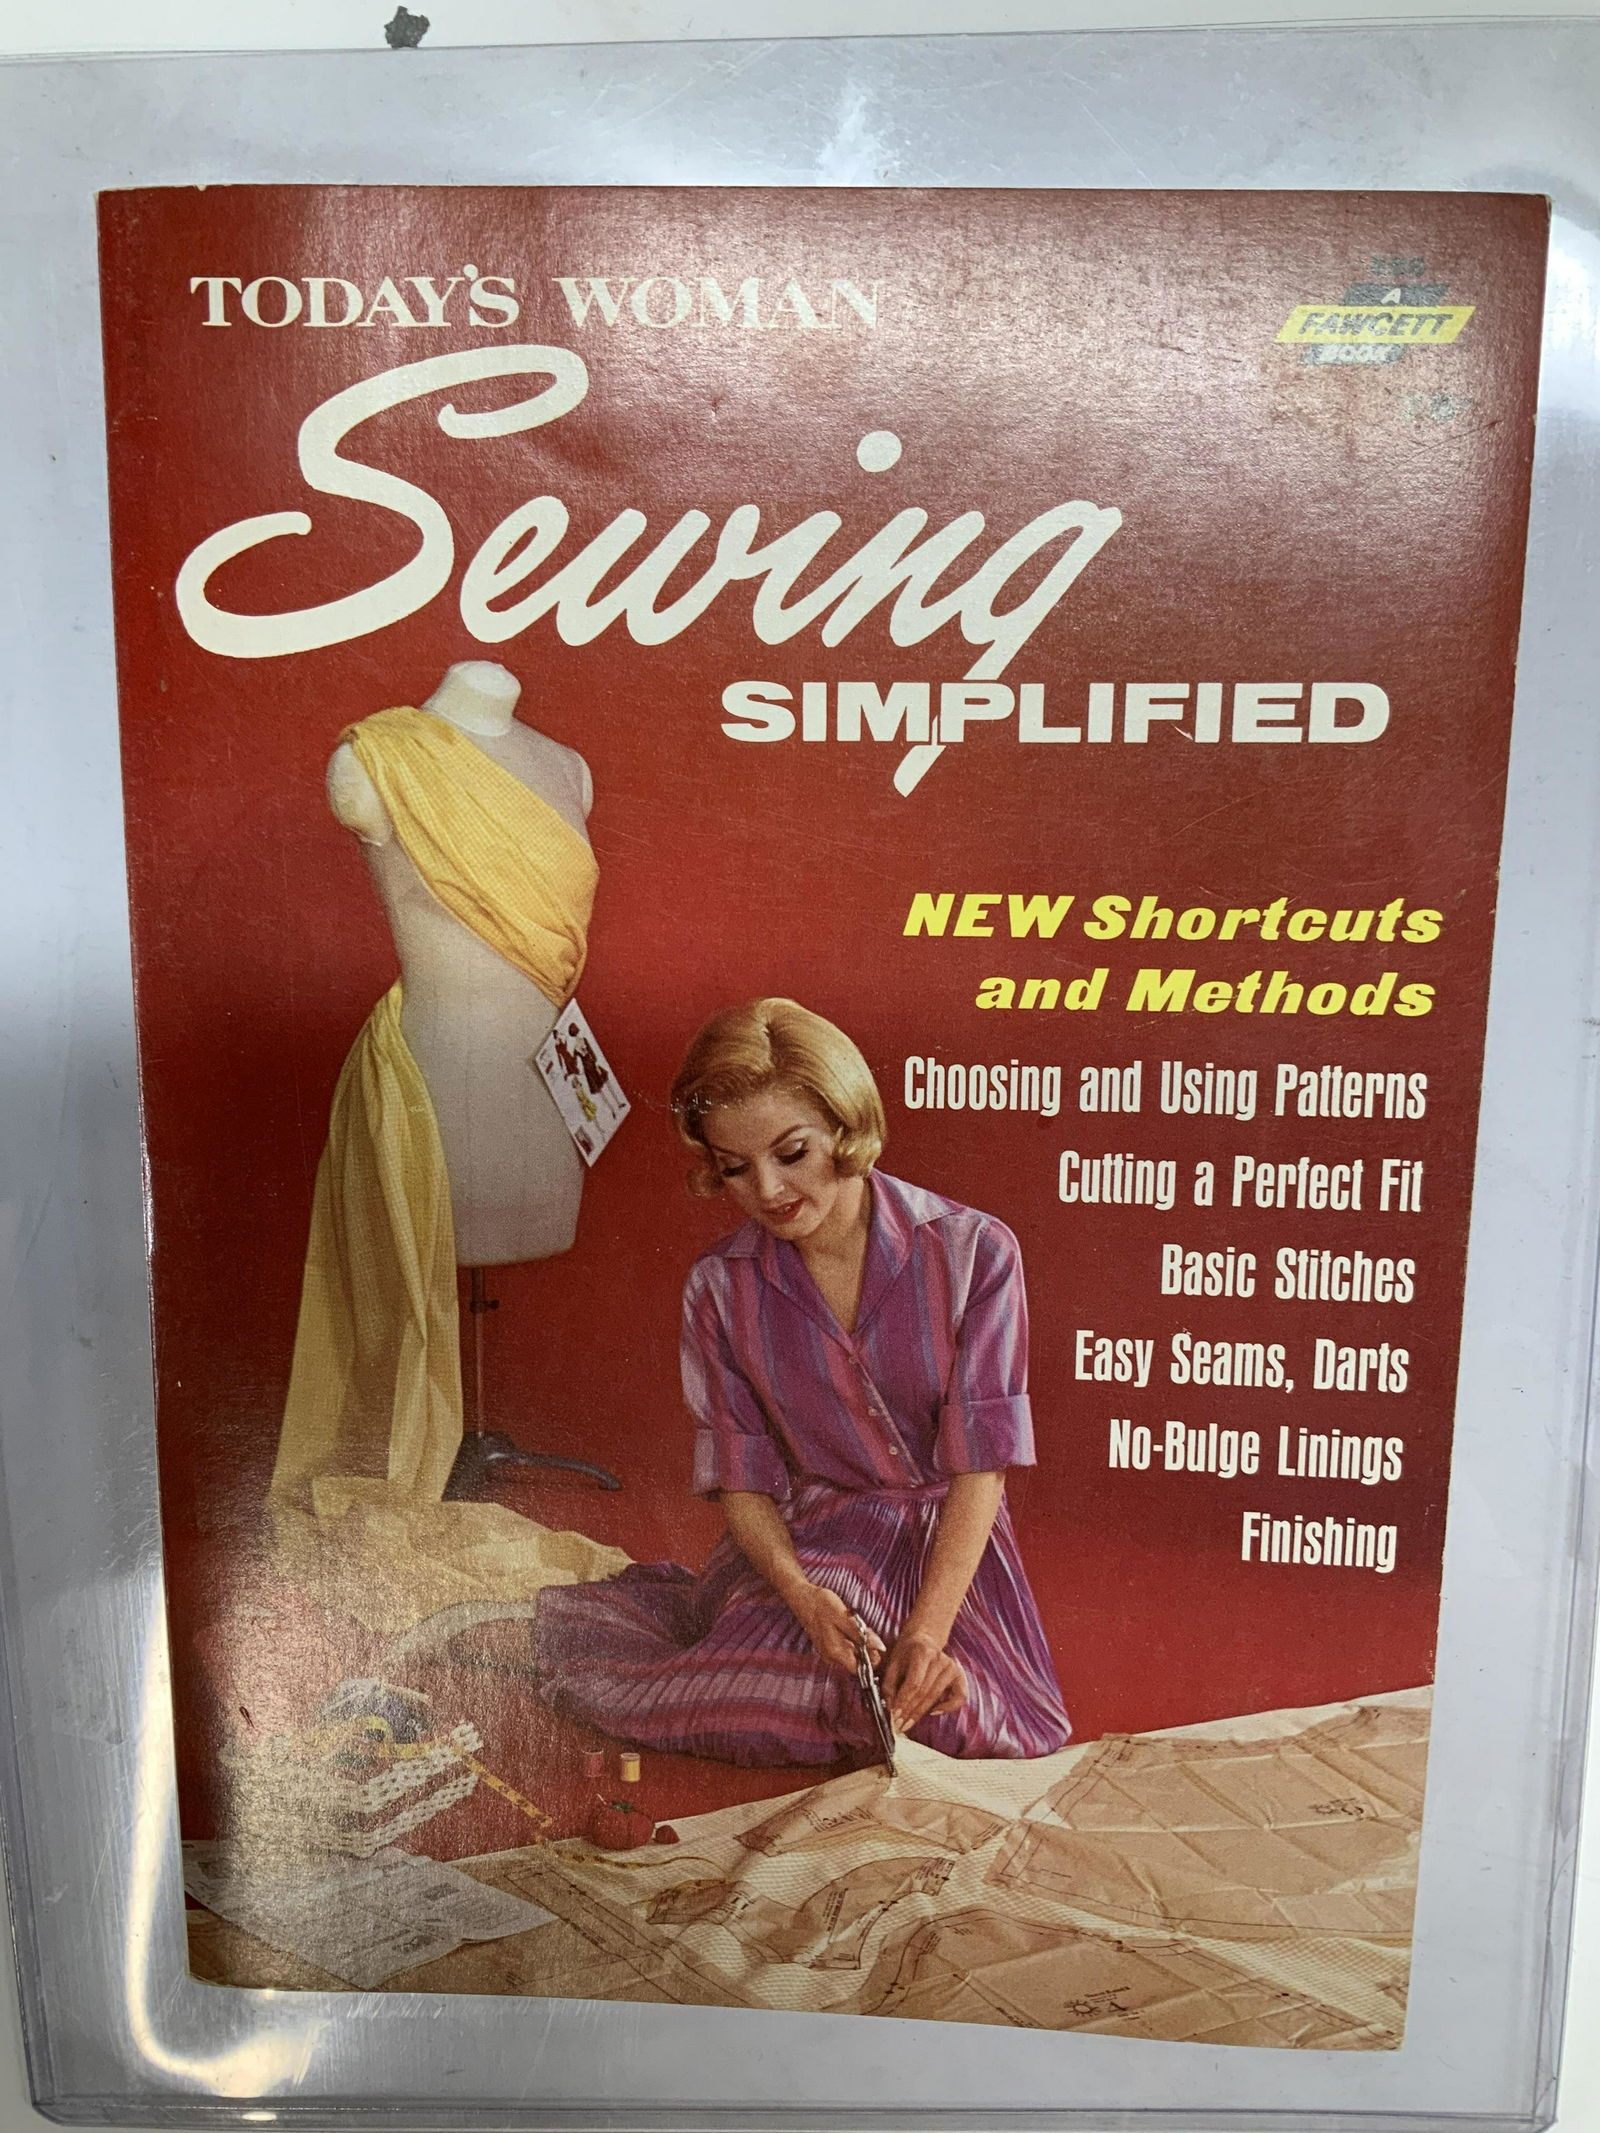 TODAY'S WOMAN
A
FAWCETT
BOOK
Sewing
SIMPLIFIED
NEW Shortcuts
and Methods
Choosing and Using Patterns
Cutting a Perfect Fit
Basic Stitches
Easy Seams, Darts
No-Bulge Linings
Finishing